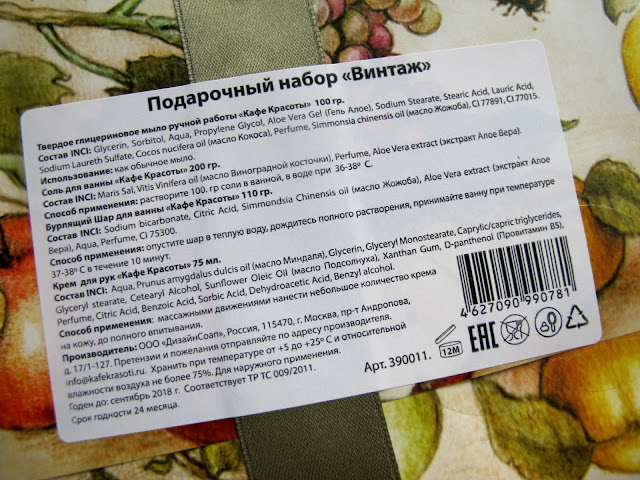 Подарочный набор «Винтаж»
Твердое глицериновое мыло ручной работы «Кафе Красоты» 100 гр.
Состав INCI: Glycerin, Sorbitol, Aqua, Propylene Glycol, Aloe Vera Gel (Гель Алое), Sodium Stearate, Stearic Acid, Lauric Acid,
Sodium Laureth Sulfate, Cocos nucifera oil (масло Кокоса), Perfume, Simmonsia chinensis oil (масло Жожоба), CI 77891, CI 77015.
Использование: как обычное мыло.
Соль для ванны «Кафе Красоты» 200 гр.
Состав INCI: Maris Sal, Vitis Vinifera oil (масло Виноградной косточки), Perfume, Aloe Vera extract (экстракт Алое Вера).
Способ применения: растворите 100 гр. соли в ванной, в воде при 36-38° С.
Бурлящий Шар для ванны «Кафе Красоты» 110 гр.
Состав INCI: Sodium bicarbonate, Citric Acid, Simmondsia Chinensis oil (масло Жожоба), Aloe Vera extract (экстракт Алое
Вера), Aqua, Perfume, CI 75300.
Способ применения: опустите шар в теплую воду, дождитесь полного растворения, принимайте ванну при температуре
37-38° С в течение 10 минут.
Крем для рук «Кафе Красоты» 75 мл.
Состав INCI: Aqua, Prunus amygdalus dulcis oil (масло Миндаля), Glycerin, Glyceryl Monostearate, Caprylic/capric triglycerides,
Glyceryl stearate, Cetearyl Alcohol, Sunflower Oleic Oil (масло Подсолнуха), Xanthan Gum, D-panthenol (Провитамин B5),
Perfume, Citric Acid, Benzoic Acid, Sorbic Acid, Dehydroacetic Acid, Benzyl alcohol.
Способ применения: массажными движениями нанести небольшое количество крема
на кожу, до полного впитывания.
Производитель: ООО «ДизайнСоап», Россия, 115470, г. Москва, пр-т Андропова,
д. 17/1-127. Претензии и пожелания отправляйте по адресу производителя.
info@kafekrasoti.ru. Хранить при температуре от +5 до +25° С и относительной
влажности воздуха не более 75%. Для наружного применения.
Годен до: сентябрь 2018 г. Соответствует ТР ТС 009/2011.
Срок годности 24 месяца.
Арт. 390011.
12M
EAC
4 627090 990781